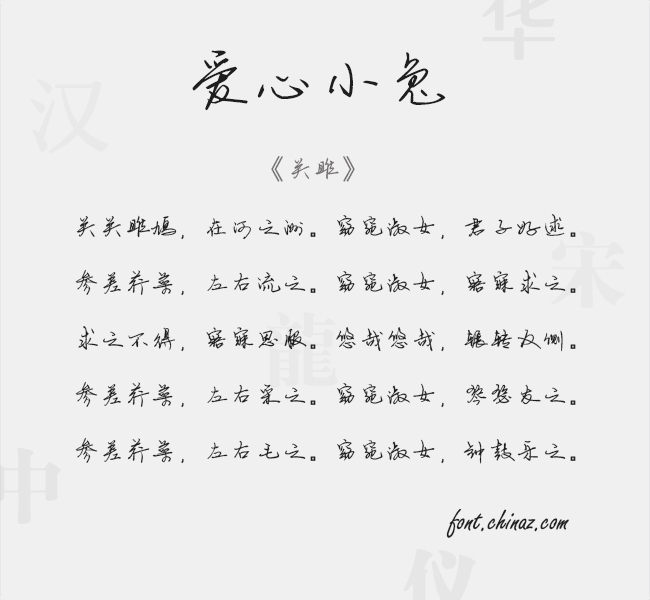 华
汉
爱心小兔
《关雎》
关关雎鸠，在河之洲。窈窕淑女，君子好逑。
宋
参差荇菜，左右流之。窈窕淑女，寤寐求之。
求之不得，寤寐思服。悠哉悠哉，辗转反侧。
龍
参差荇菜，左右采之。窈窕淑女，琴瑟友之。
参差荇菜，左右毛之。窈窕淑女，钟鼓乐之。
中
font.chinaz.com
仪